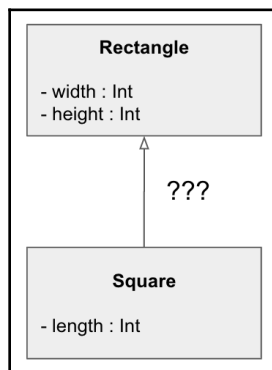 Rectangle
- width : Int
- height : Int
???
Square
- length : Int